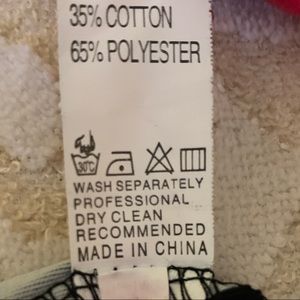 35% COTTON
65% POLYESTER
30°C
WASH SEPARATELY
PROFESSIONAL
DRY CLEAN
RECOMMENDED
MADE IN CHINA